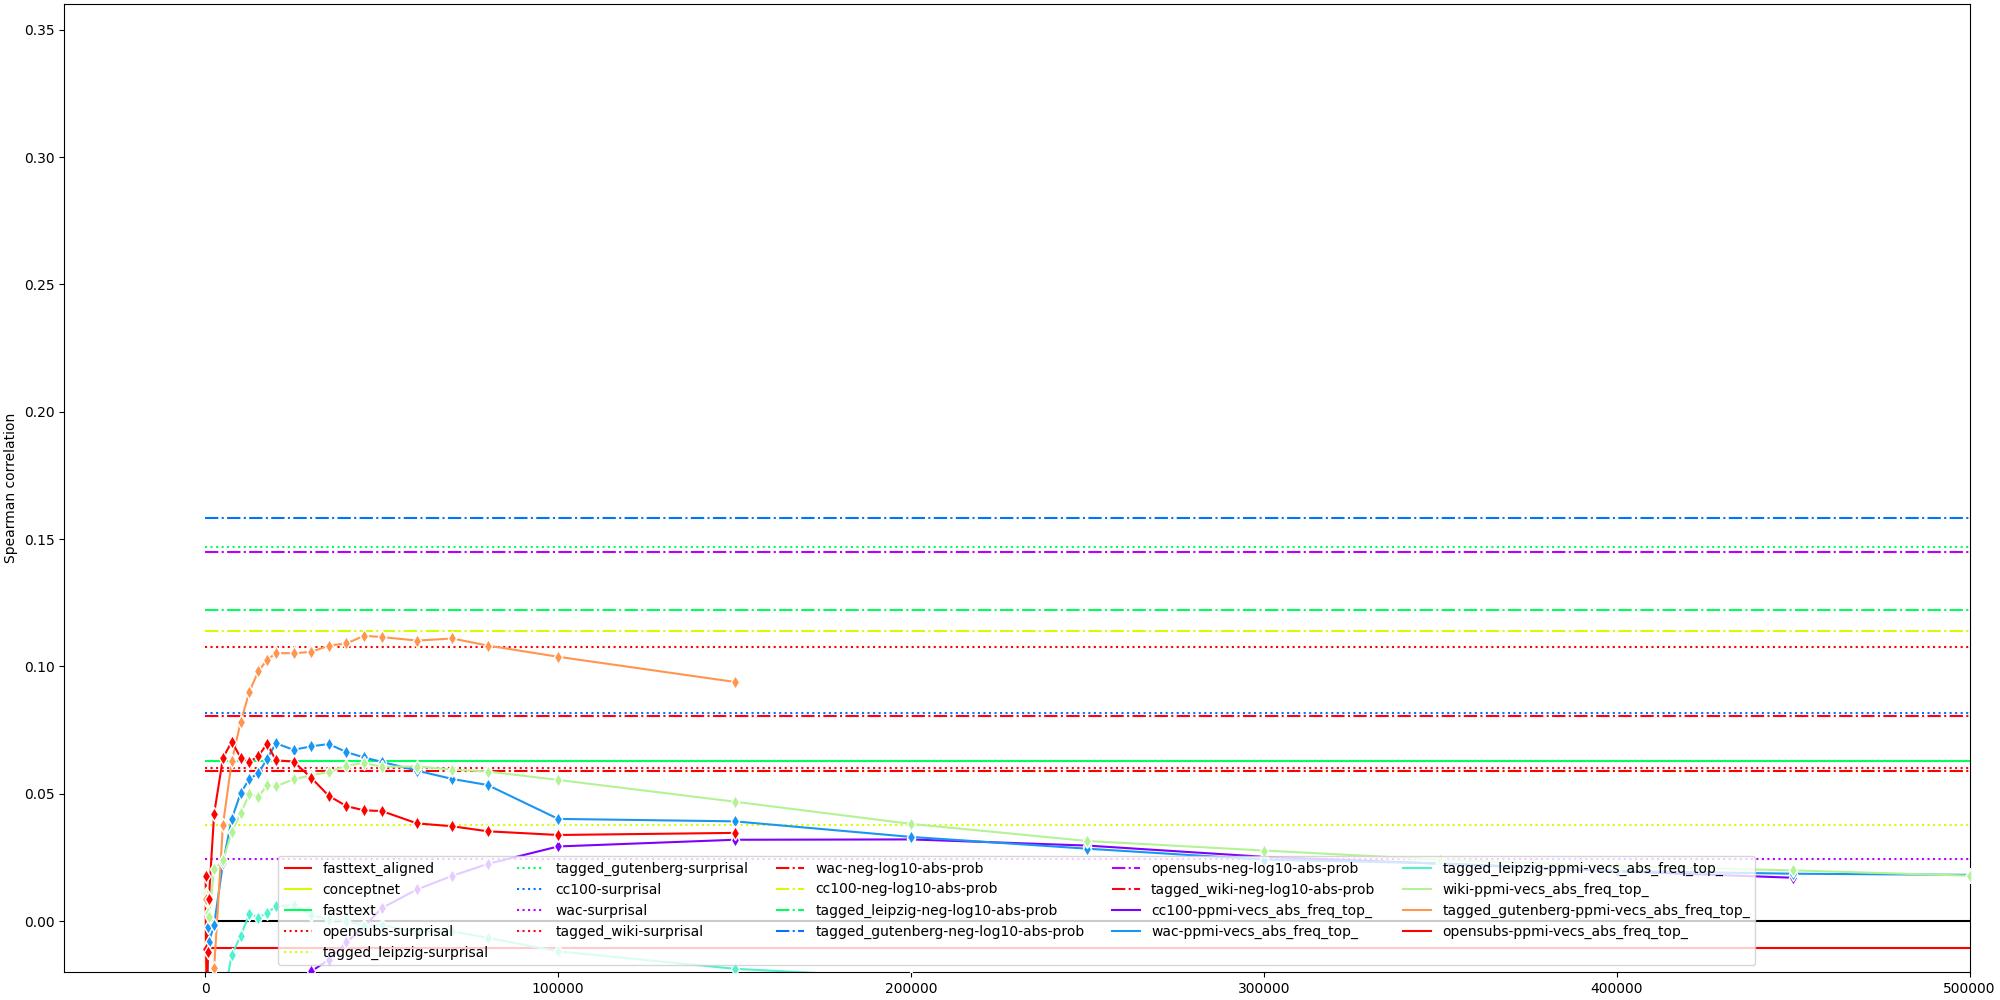 0.35
0.30
0.25
0.20
0.15
0.10
0.05
0.00
Spearman correlation
fasttext_aligned
conceptnet
fasttext
opensubs-surprisal
tagged_leipzig-surprisal
tagged_gutenberg-surprisal
cc100-surprisal
wac-surprisal
tagged_wiki-surprisal
wac-neg-log10-abs-prob
cc100-neg-log10-abs-prob
tagged_leipzig-neg-log10-abs-prob
tagged_gutenberg-neg-log10-abs-prob
opensubs-neg-log10-abs-prob
tagged_wiki-neg-log10-abs-prob
cc100-ppmi-vecs_abs_freq_top_
wac-ppmi-vecs_abs_freq_top_
tagged_leipzig-ppmi-vecs_abs_freq_top_
wiki-ppmi-vecs_abs_freq_top_
tagged_gutenberg-ppmi-vecs_abs_freq_top_
opensubs-ppmi-vecs_abs_freq_top_
0
100000
200000
300000
400000
500000